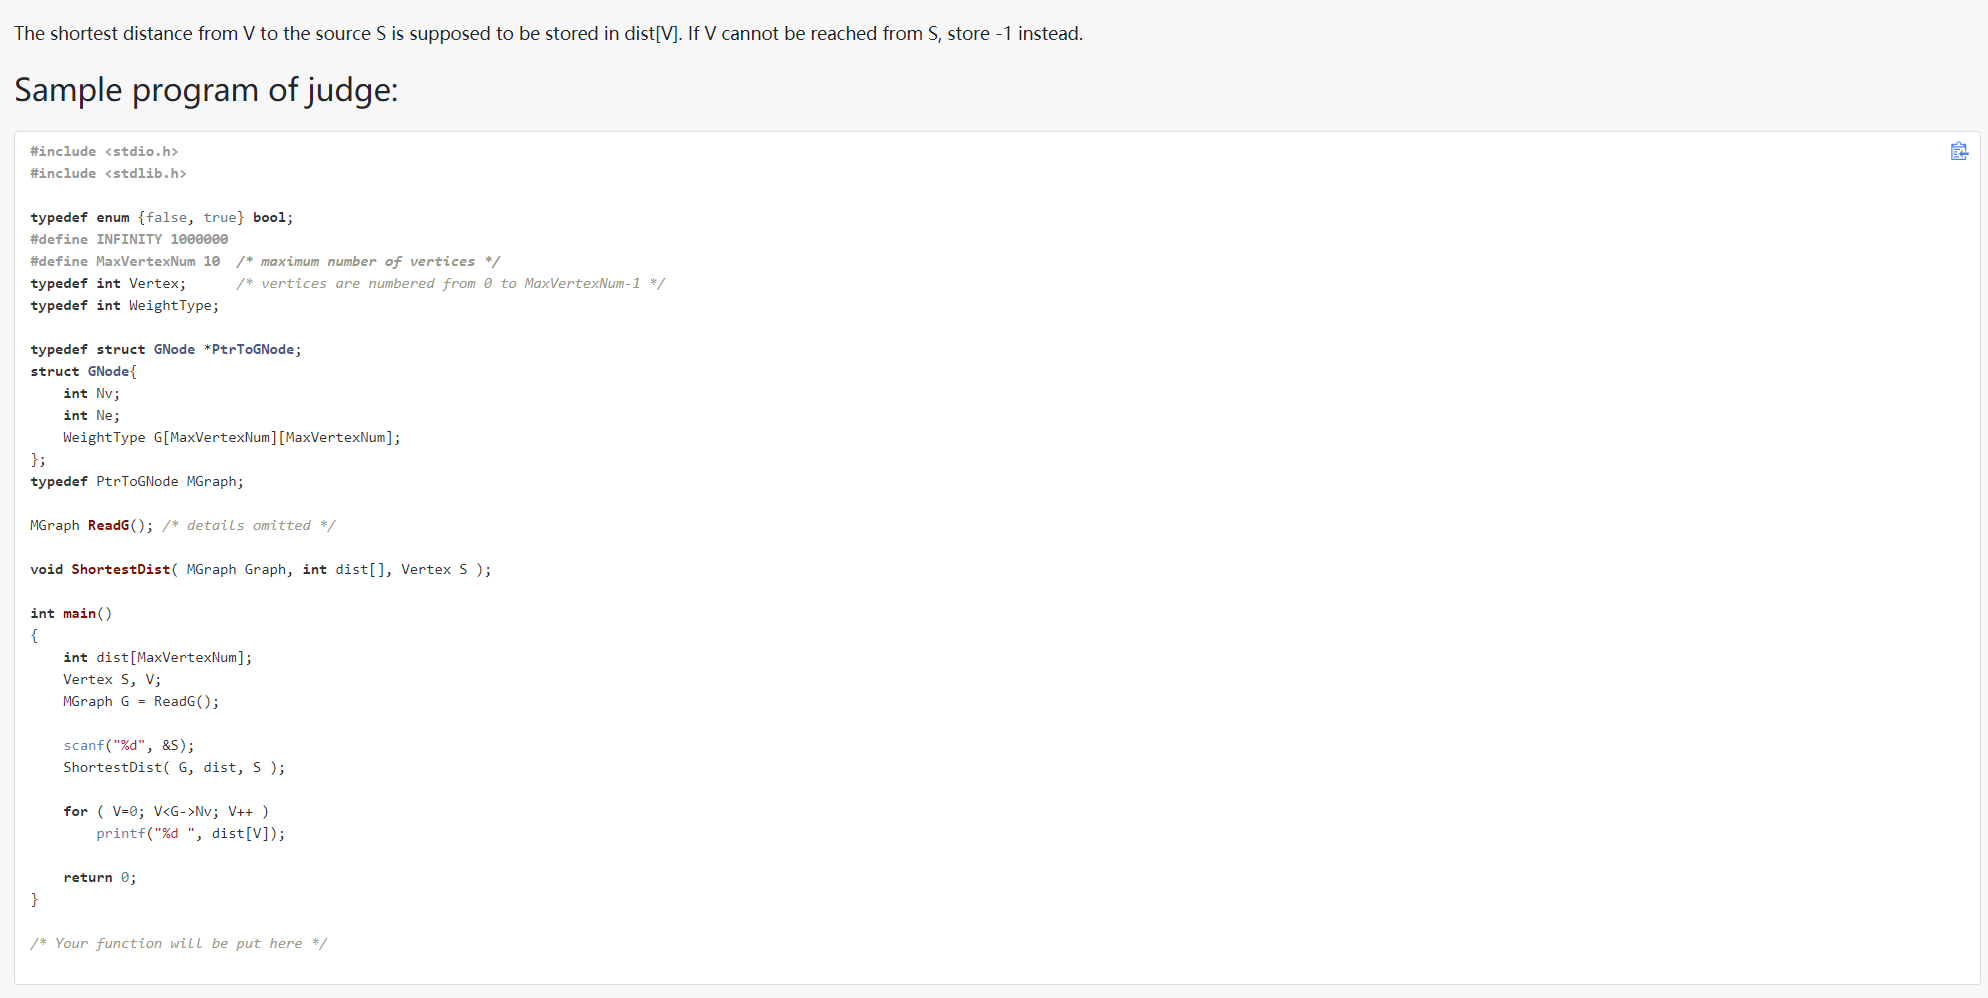 The shortest distance from V to the source S is supposed to be stored in dist[V]. If V cannot be reached from S, store -1 instead.
Sample program of judge:
#include <stdio.h>
#include <stdlib.h>
typedef enum {false, true} bool;
#define INFINITY 1000000
#define MaxVertexNum 10  /* maximum number of vertices */
typedef int Vertex;      /* vertices are numbered from 0 to MaxVertexNum-1 */
typedef int WeightType;
typedef struct GNode *PtrToGNode;
struct GNode{
    int Nv;
    int Ne;
    WeightType G[MaxVertexNum][MaxVertexNum];
};
typedef PtrToGNode MGraph;
MGraph ReadG(); /* details omitted */
void ShortestDist( MGraph Graph, int dist[], Vertex S );
int main()
{
    int dist[MaxVertexNum];
    Vertex S, V;
    MGraph G = ReadG();
    scanf("%d", &S);
    ShortestDist( G, dist, S );
    for ( V=0; V<G->Nv; V++ )
        printf("%d ", dist[V]);
    return 0;
}
/* Your function will be put here */